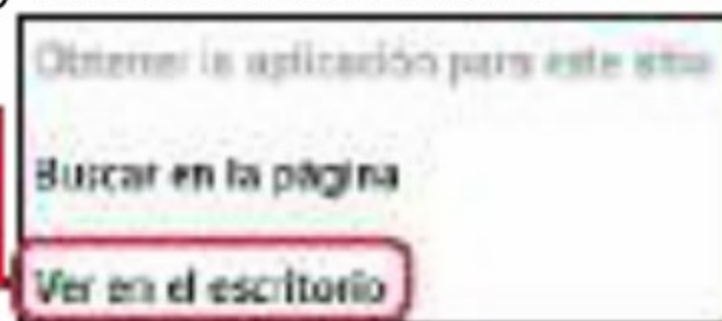 Obtener la aplicación para este sitio
Buscar en la página
Ver en el escritorio